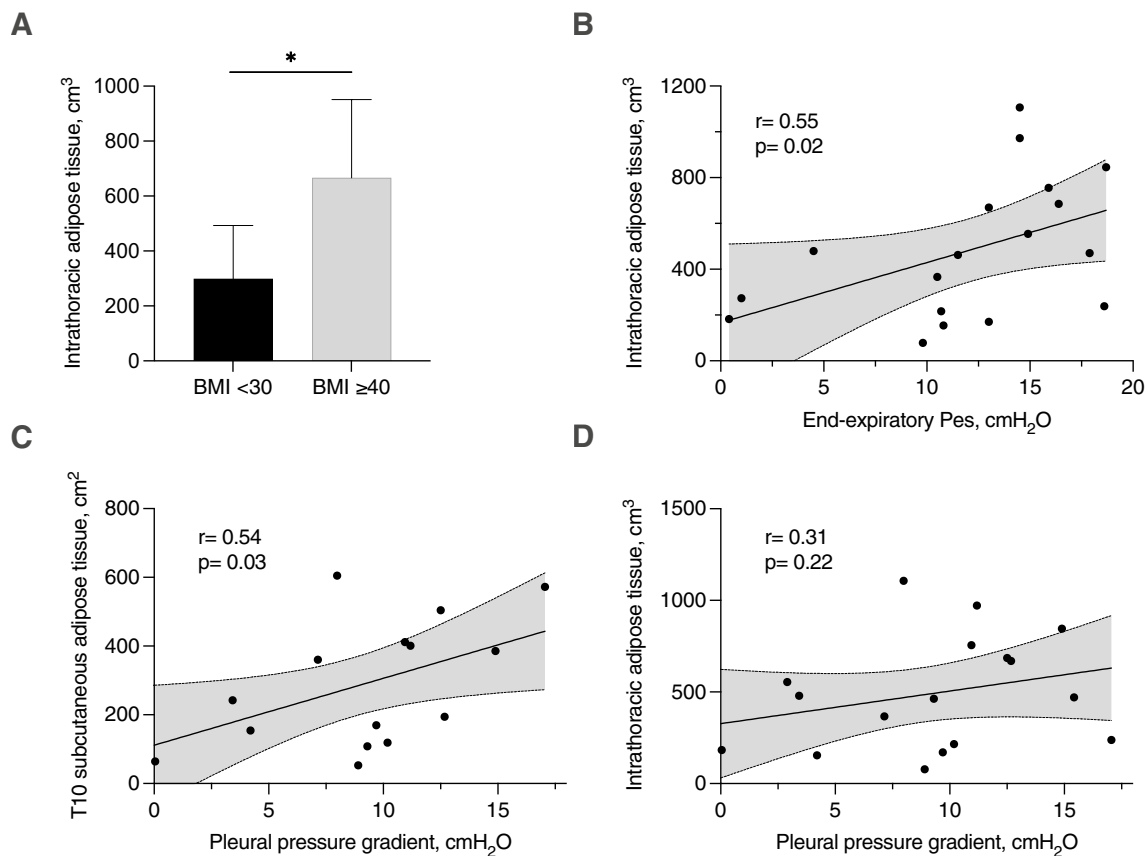 A
Intrathoracic adipose tissue, cm³
1000
800
600
400
200
0
*
BMI <30
BMI ≥40
B
Intrathoracic adipose tissue, cm³
1200
800
400
0
r= 0.55
p= 0.02
0
5
10
15
20
End-expiratory Pes, cmH₂O
C
T10 subcutaneous adipose tissue, cm²
800
600
400
200
0
r= 0.54
p= 0.03
0
5
10
15
Pleural pressure gradient, cmH₂O
D
Intrathoracic adipose tissue, cm³
1500
1000
500
0
r= 0.31
p= 0.22
0
5
10
15
Pleural pressure gradient, cmH₂O